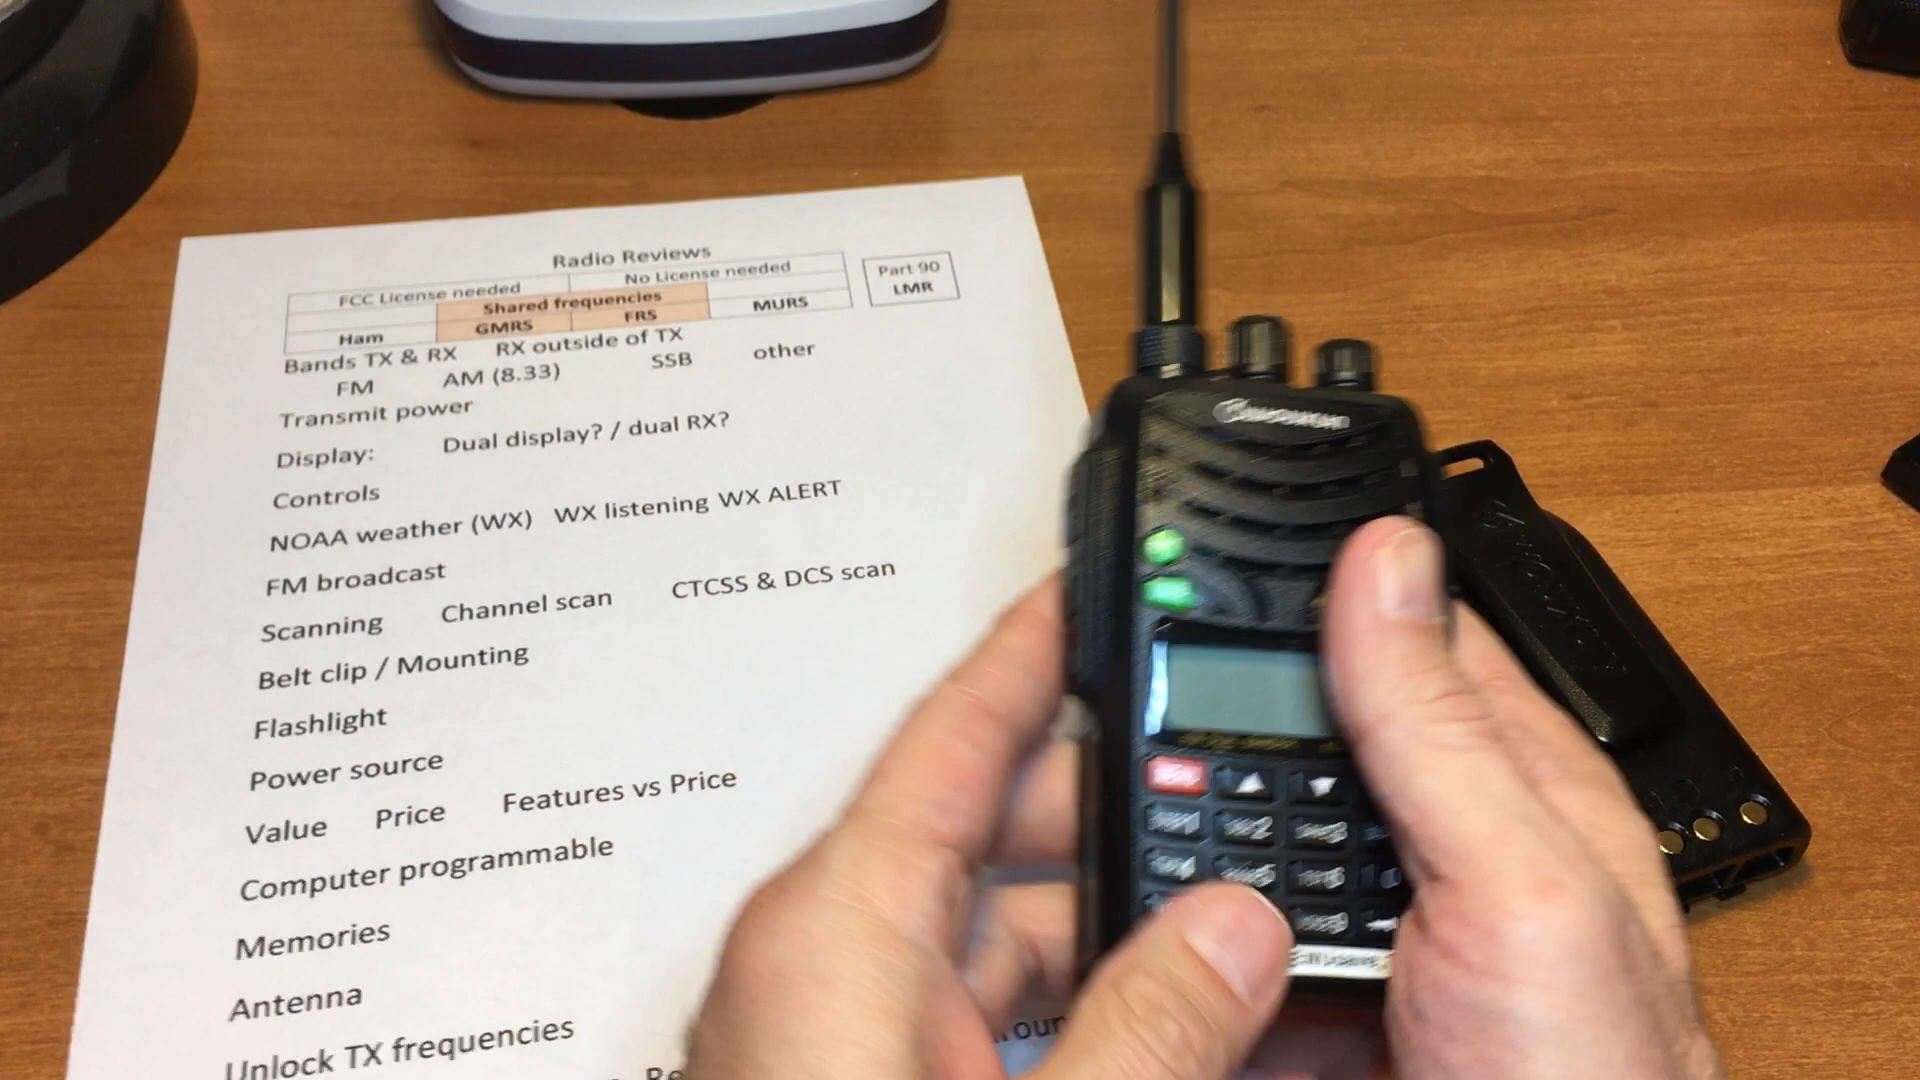 Radio Reviews
FCC License needed No License needed
Part 90
LMR
Shared frequencies
Ham GMRS FRS MURS
Bands TX & RX RX outside of TX
FM AM (8.33) SSB other
Transmit power
Display: Dual display? / dual RX?
Controls
NOAA weather (WX) WX listening WX ALERT
FM broadcast
Scanning Channel scan CTCSS & DCS scan
Belt clip / Mounting
Flashlight
Power source
Value Price Features vs Price
Computer programmable
Memories
Antenna
Unlock TX frequencies
WOUXUN